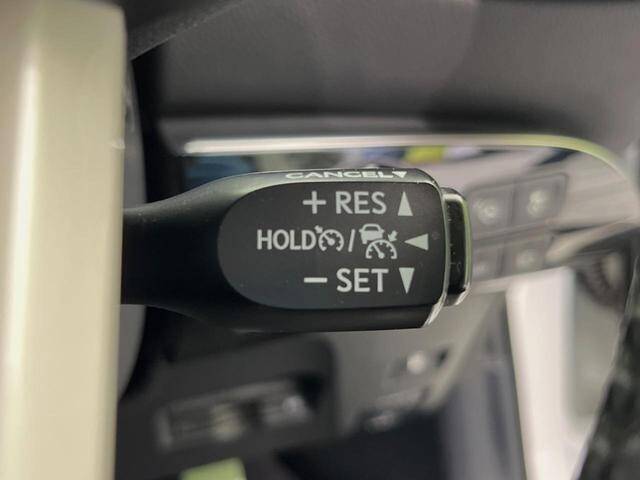 CANCEL▼
+ RES ▲
HOLD / ◀
− SET ▼